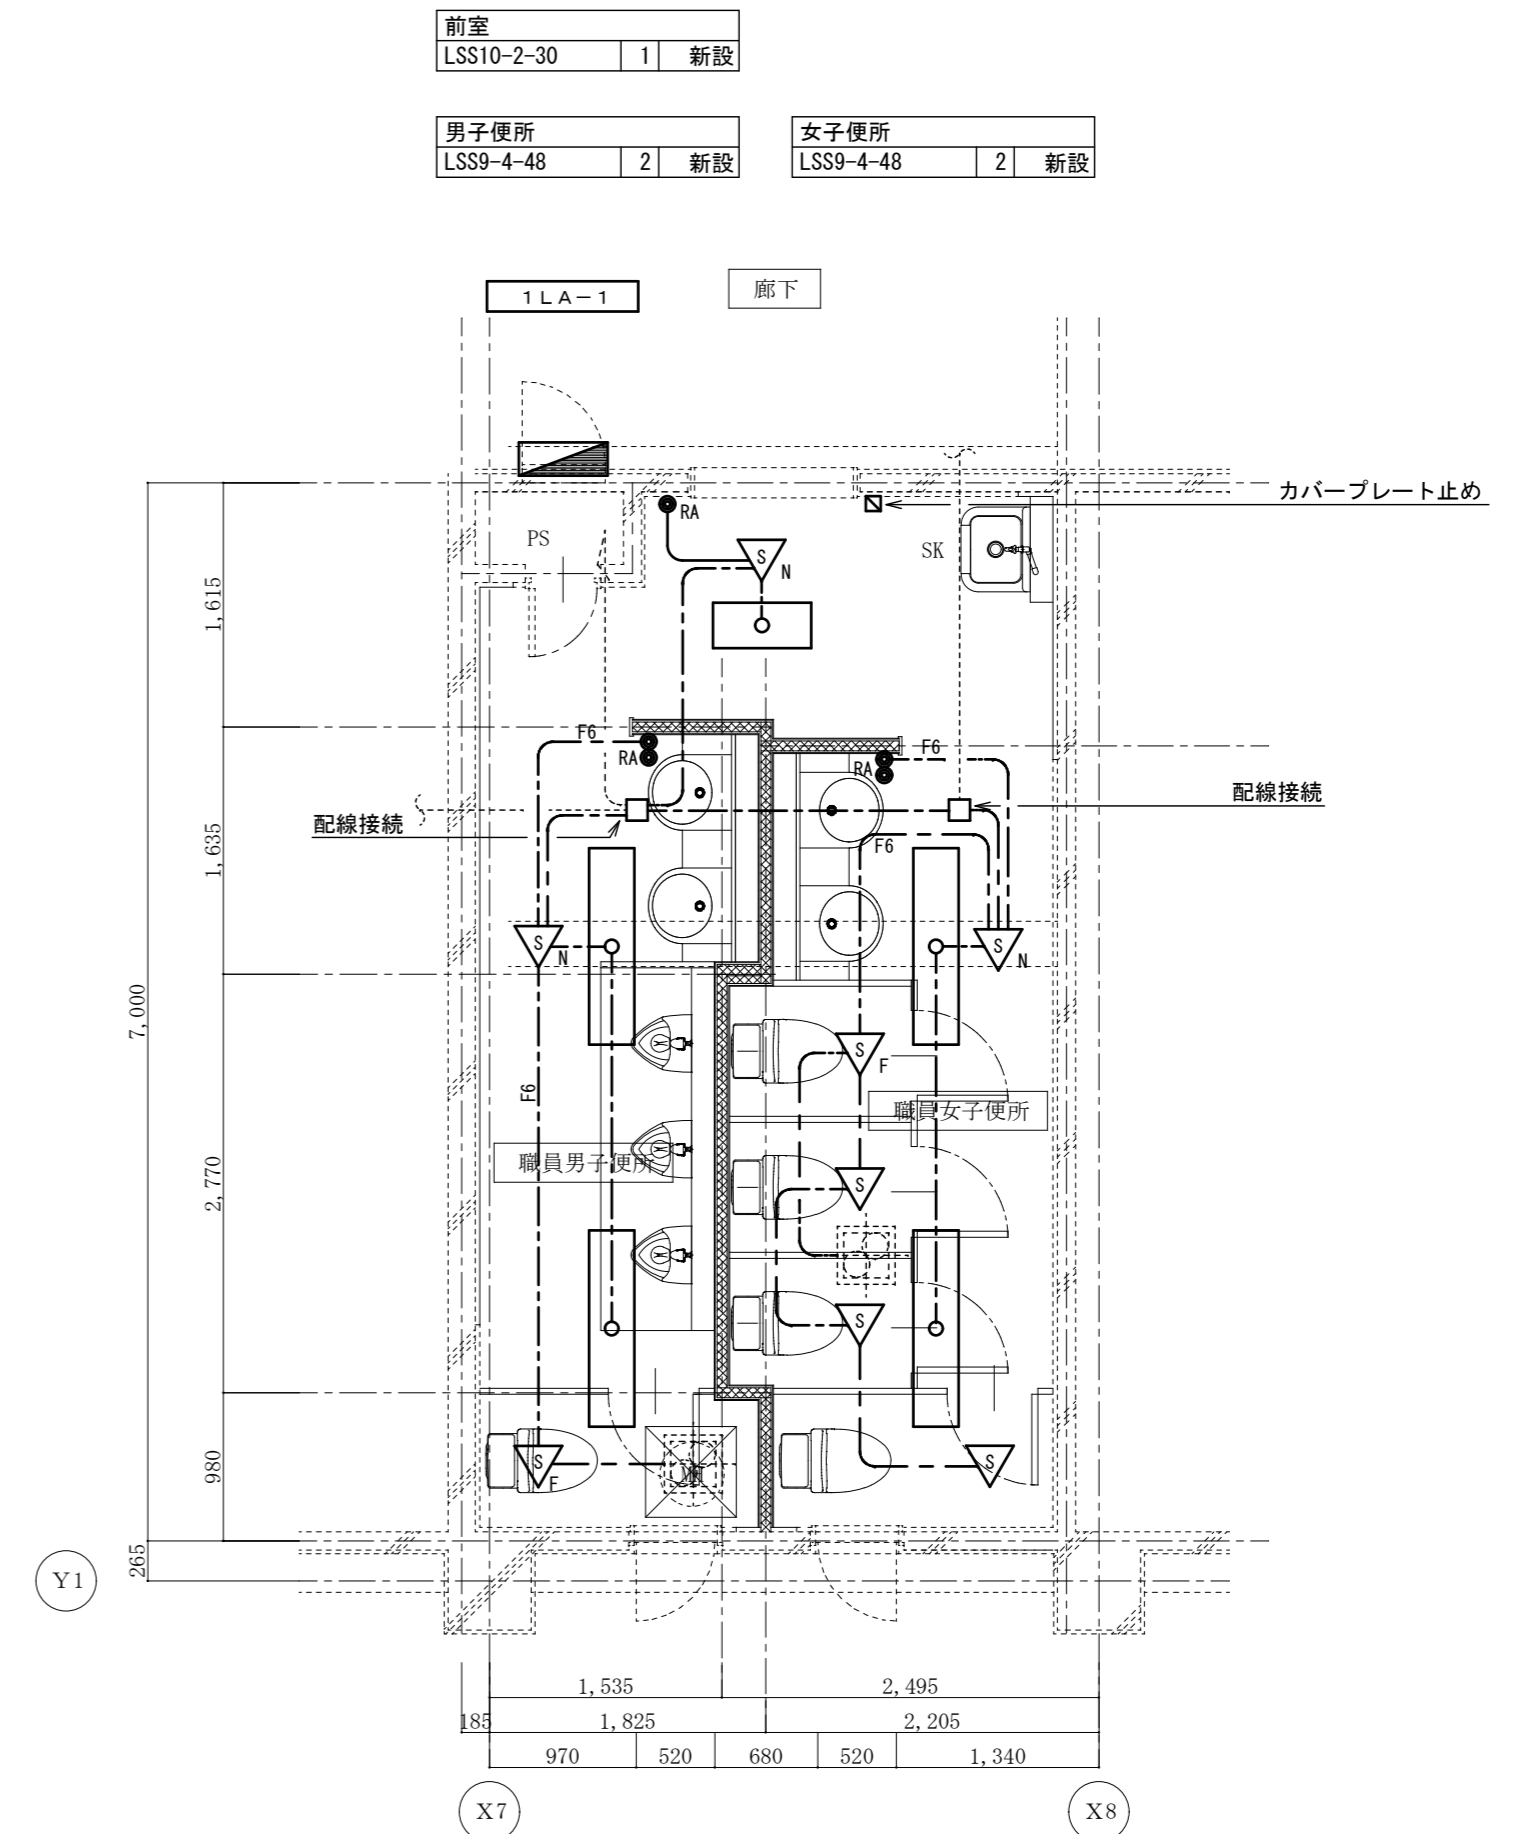 前室
LSS10-2-30 1 新設
男子便所
LSS9-4-48 2 新設
女子便所
LSS9-4-48 2 新設
1LA-1
廊下
カバープレート止め
RA
PS
SK
S
N
1,615
F6
RA
F6
RA
配線接続
配線接続
1,635
F6
S
N
S
N
7,000
S
F
F6
職員女子便所
職員男子便所
2,770
S
S
980
S
F
MH
S
265
Y1
1,535
2,495
185
1,825
2,205
970
520
680
520
1,340
X7
X8